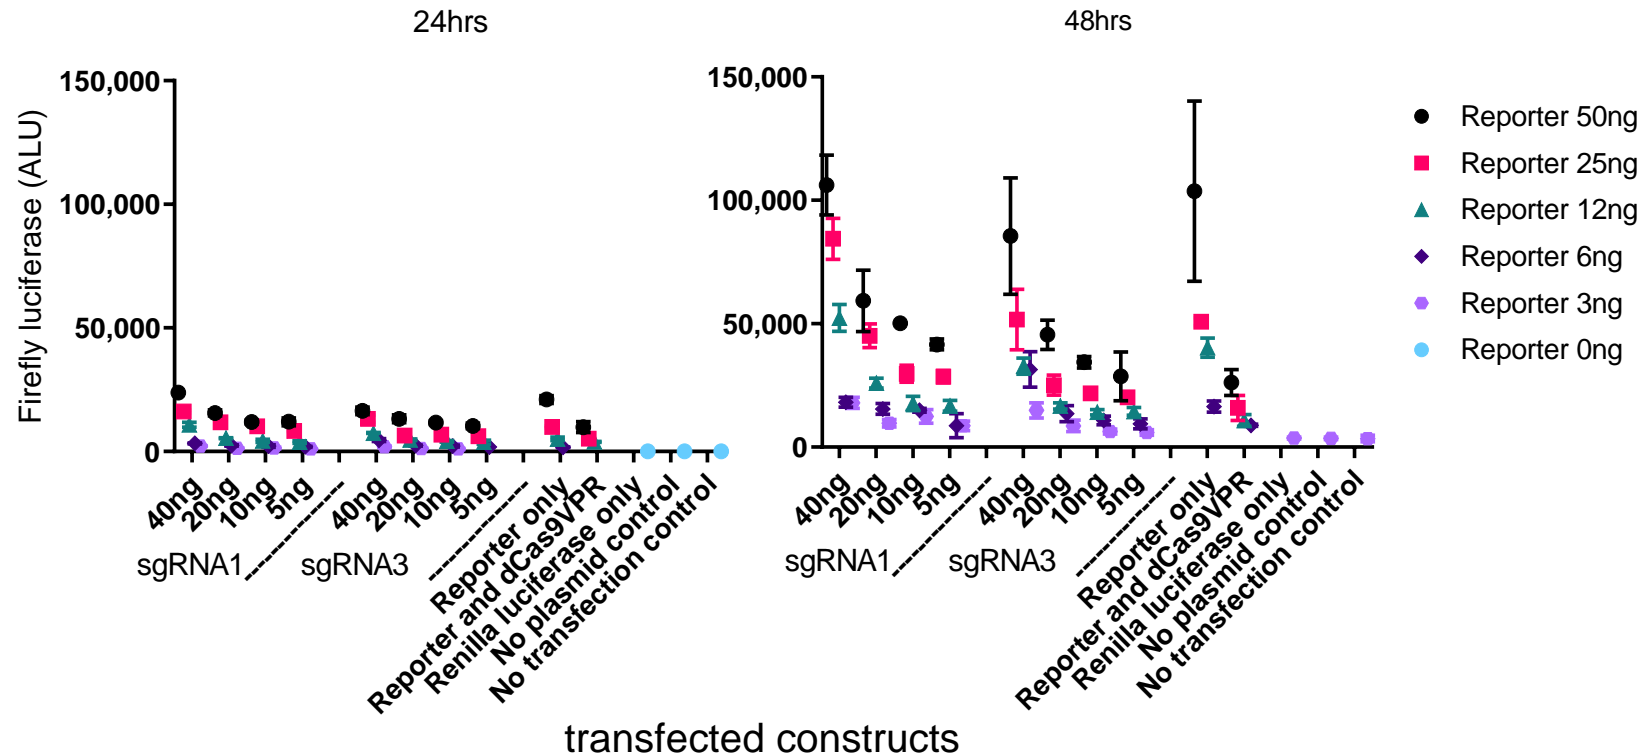 24hrs
48hrs
Firefly luciferase (ALU)
150,000
100,000
50,000
0
40ng
20ng
10ng
5ng
40ng
20ng
10ng
5ng
Reporter only
Reporter and dCas9VPR
Renilla luciferase only
No plasmid control
No transfection control
sgRNA1
sgRNA3
150,000
100,000
50,000
0
40ng
20ng
10ng
5ng
40ng
20ng
10ng
5ng
Reporter only
Reporter and dCas9VPR
Renilla luciferase only
No plasmid control
No transfection control
sgRNA1
sgRNA3
Reporter 50ng
Reporter 25ng
Reporter 12ng
Reporter 6ng
Reporter 3ng
Reporter 0ng
transfected constructs